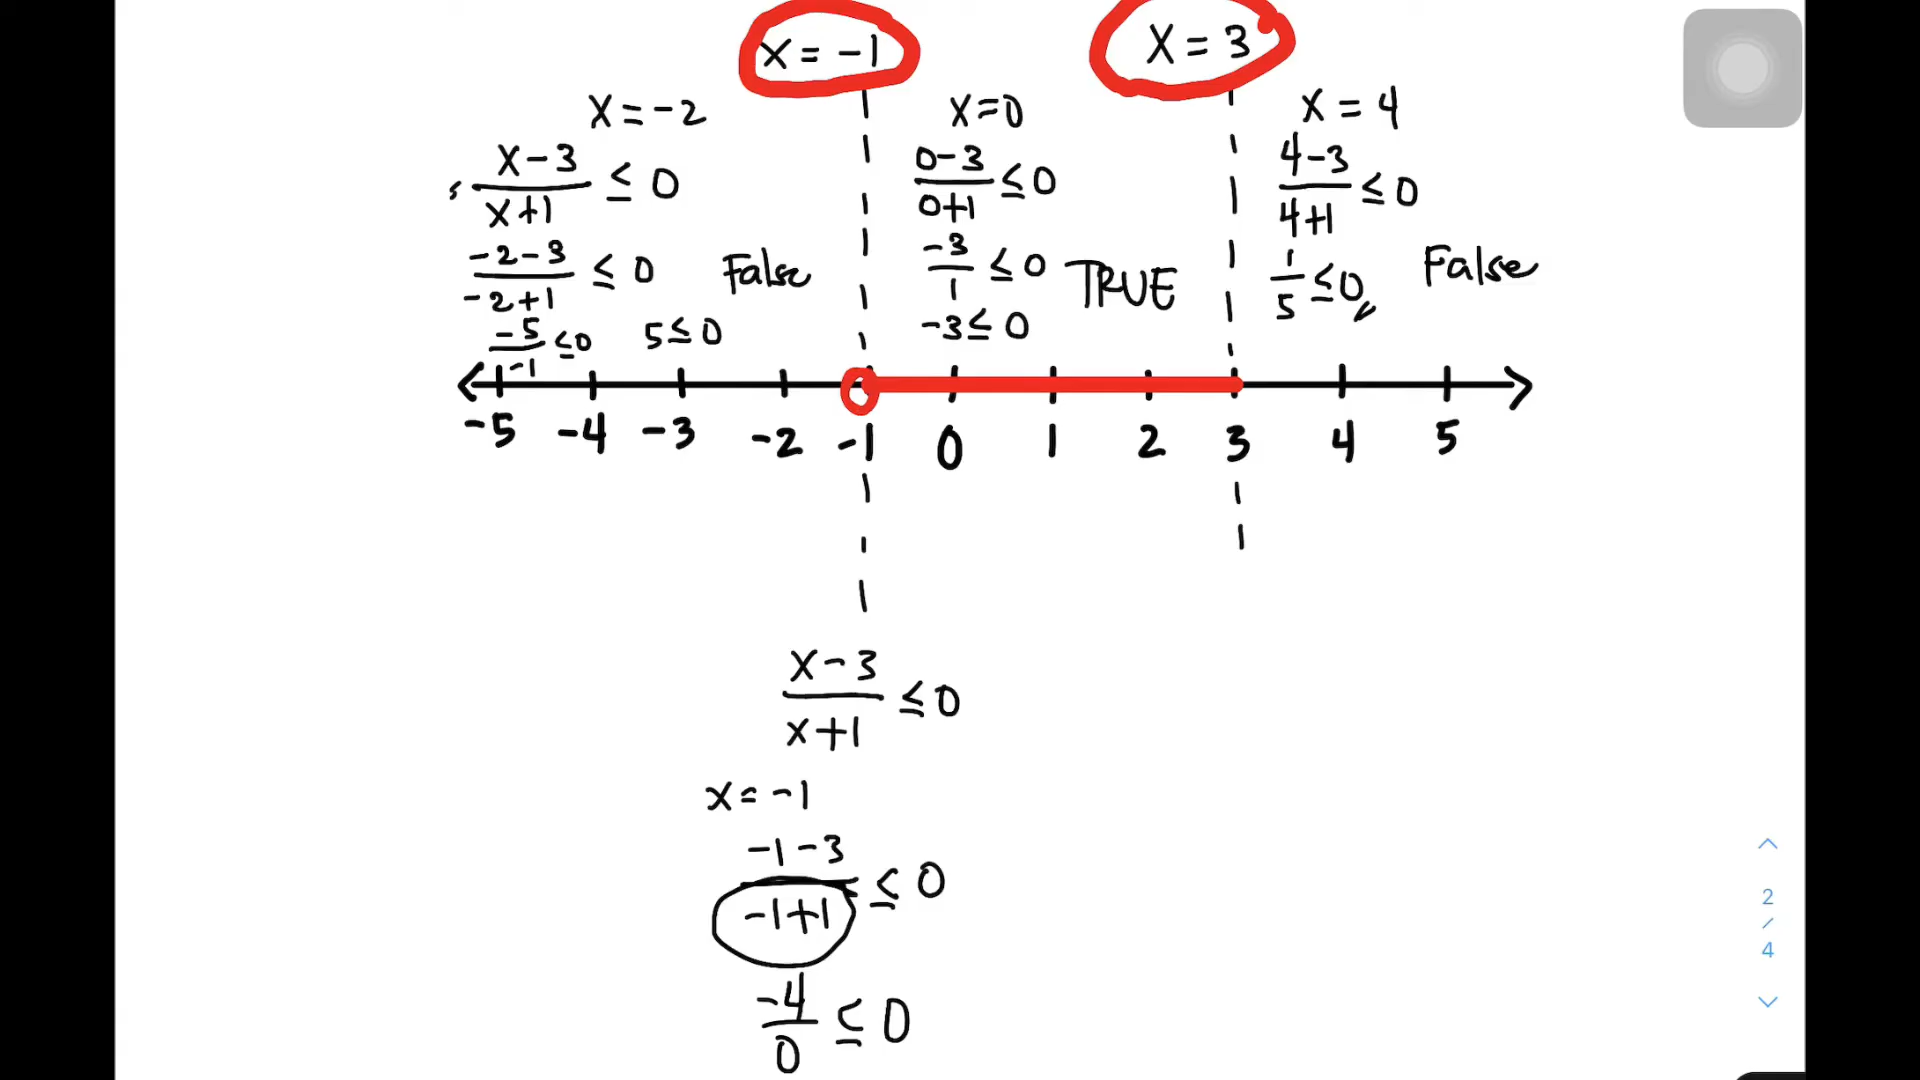 x = -1
x = 3
x = -2
x = 0
x = 4
x-3/x+1 ≤ 0
0-3/0+1 ≤ 0
4-3/4+1 ≤ 0
-2-3/-2+1 ≤ 0 False
-3/1 ≤ 0 TRUE
1/5 ≤ 0 False
-5/-1 ≤ 0 5 ≤ 0
-3 ≤ 0
-5 -4 -3 -2 -1 0 1 2 3 4 5
x-3/x+1 ≤ 0
x = -1
-1-3/-1+1 ≤ 0
-4/0 ≤ 0
2
/
4